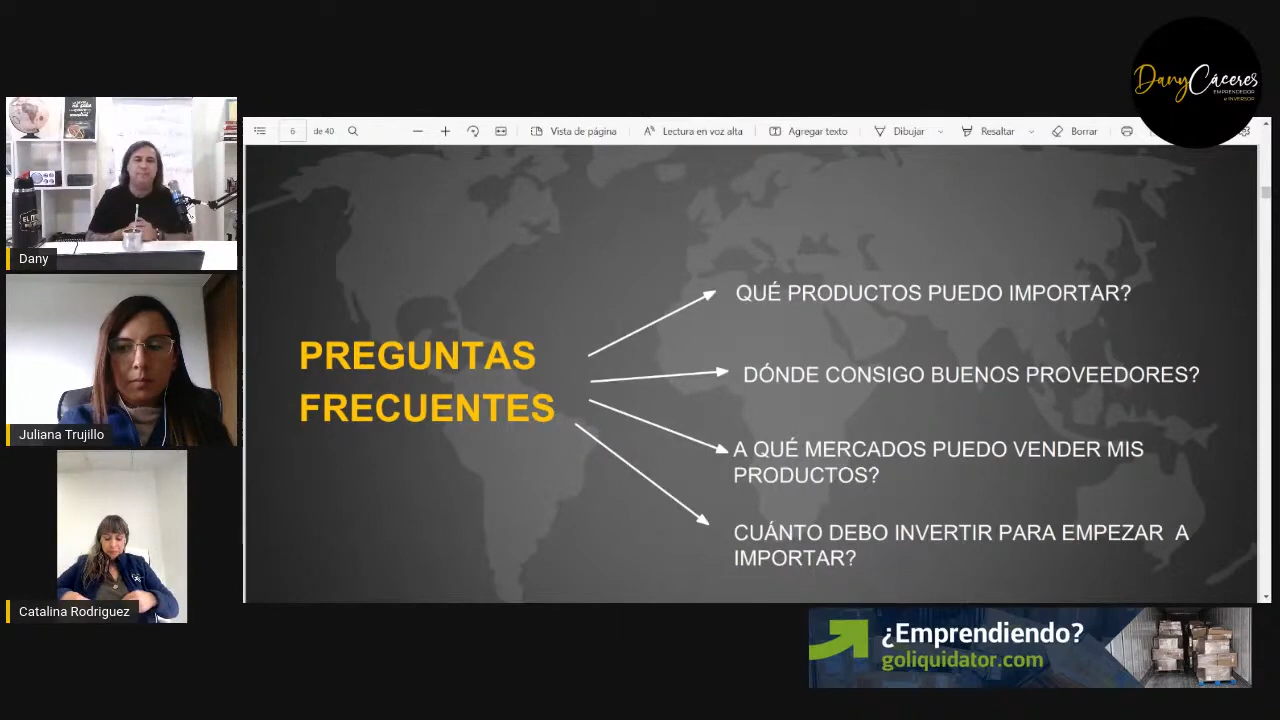 Dany Cáceres
EMPRENDEDOR
e INVERSOR
6 de 40
Vista de página
Lectura en voz alta
Agregar texto
Dibujar
Resaltar
Borrar
Dany
Juliana Trujillo
Catalina Rodriguez
PREGUNTAS
FRECUENTES
QUÉ PRODUCTOS PUEDO IMPORTAR?
DÓNDE CONSIGO BUENOS PROVEEDORES?
A QUÉ MERCADOS PUEDO VENDER MIS
PRODUCTOS?
CUÁNTO DEBO INVERTIR PARA EMPEZAR A
IMPORTAR?
¿Emprendiendo?
goliquidator.com